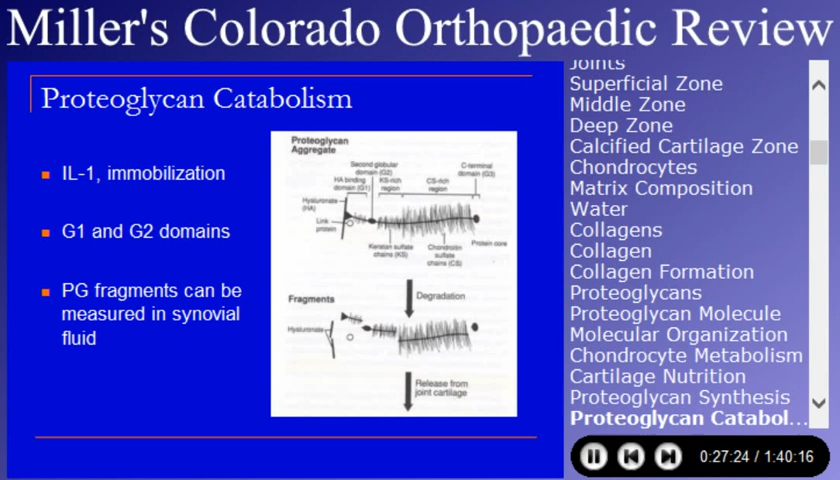 Miller's Colorado Orthopaedic Review
Proteoglycan Catabolism
IL-1, immobilization
G1 and G2 domains
PG fragments can be
measured in synovial
fluid
Proteoglycan
Aggregate
Second globular
domain (G2)
C-terminal
domain (G3)
HA binding
domain (G1)
KS-rich
region
CS-rich
region
Hyaluronate
(HA)
Link
protein
Keratan sulfate
chains (KS)
Chondroitin
sulfate
chains (CS)
Protein core
Degradation
Fragments
Hyaluronate
Release from
joint cartilage
Joints
Superficial Zone
Middle Zone
Deep Zone
Calcified Cartilage Zone
Chondrocytes
Matrix Composition
Water
Collagens
Collagen
Collagen Formation
Proteoglycans
Proteoglycan Molecule
Molecular Organization
Chondrocyte Metabolism
Cartilage Nutrition
Proteoglycan Synthesis
Proteoglycan Catabol...
0:27:24 / 1:40:16